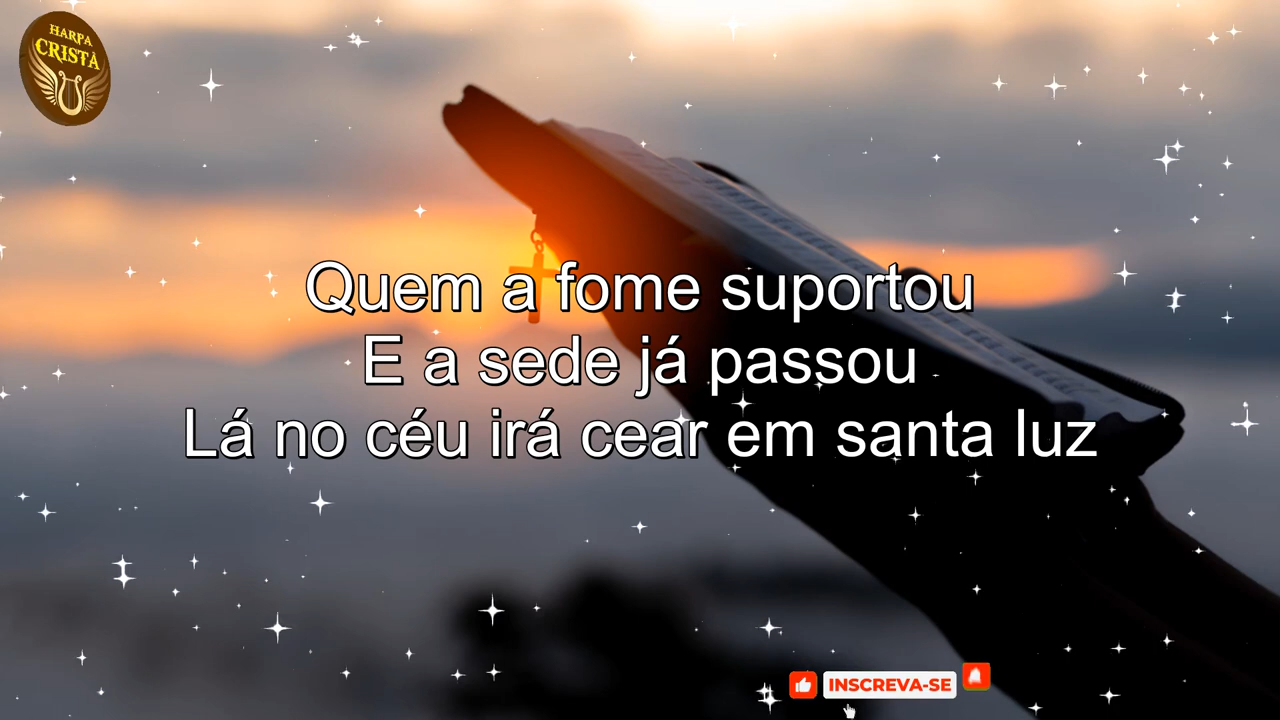 HARPA
CRISTÃ
Quem a fome suportou
E a sede já passou
Lá no céu irá cear em santa luz
INSCREVA-SE